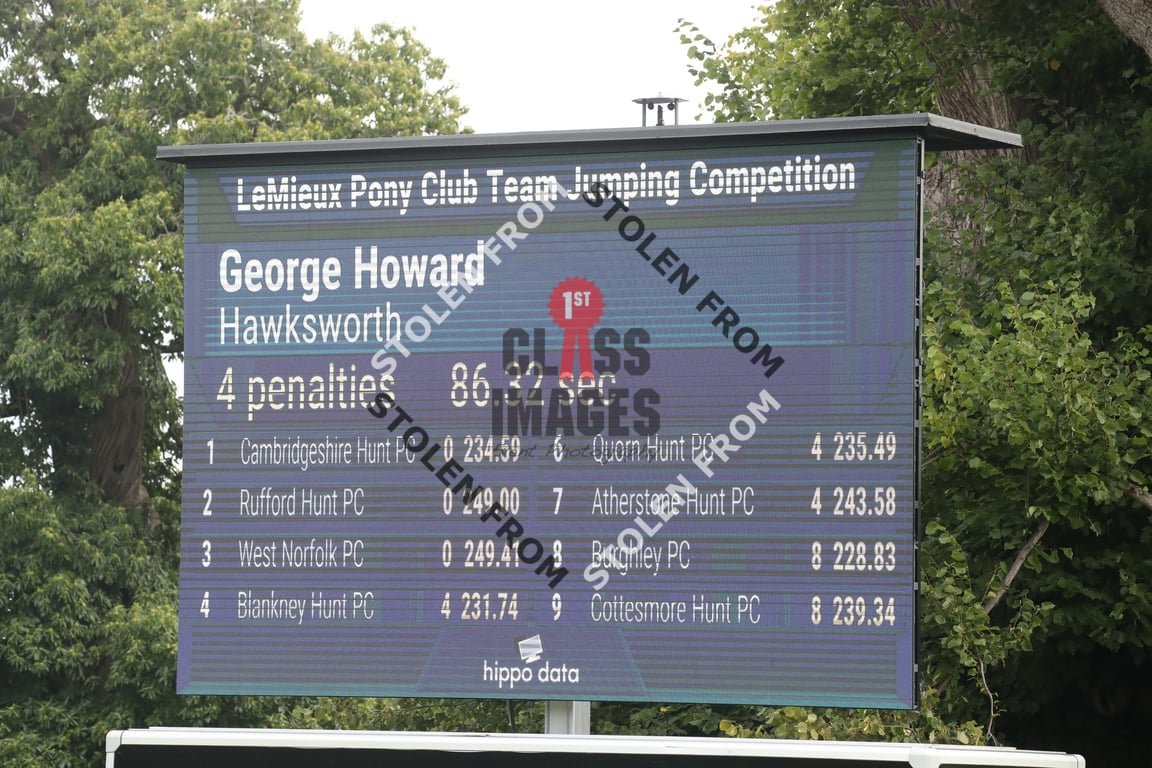 LeMieux Pony Club Team Jumping Competition
George Howard
Hawksworth
4 penalties 86.32 sec
1 Cambridgeshire Hunt PC 0 234.59
2 Rufford Hunt PC 0 249.00
3 West Norfolk PC 0 249.41
4 Blankney Hunt PC 4 231.74
6 Quorn Hunt PC 4 235.49
7 Atherstone Hunt PC 4 243.58
8 Burghley PC 8 228.83
9 Cottesmore Hunt PC 8 239.34
hippo data
1ST
CLASS
IMAGES
Event Photography
STOLEN FROM
STOLEN FROM
STOLEN FROM
STOLEN FROM